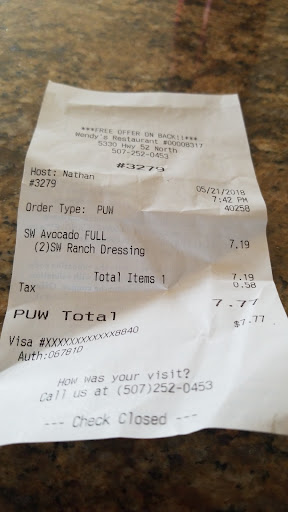 ***FREE OFFER ON BACK!!***
Wendy's Restaurant #00008317
5330 Hwy 52 North
507-252-0453
#3279
Host: Nathan 05/21/2018
#3279 7:42 PM
40258
Order Type: PUW
SW Avocado FULL 7.19
(2)SW Ranch Dressing
Total Items 1 7.19
Tax 0.58
7.77
PUW Total
$7.77
Visa #XXXXXXXXXXXX8840
Auth:067810
How was your visit?
Call us at (507)252-0453
--- Check Closed ---